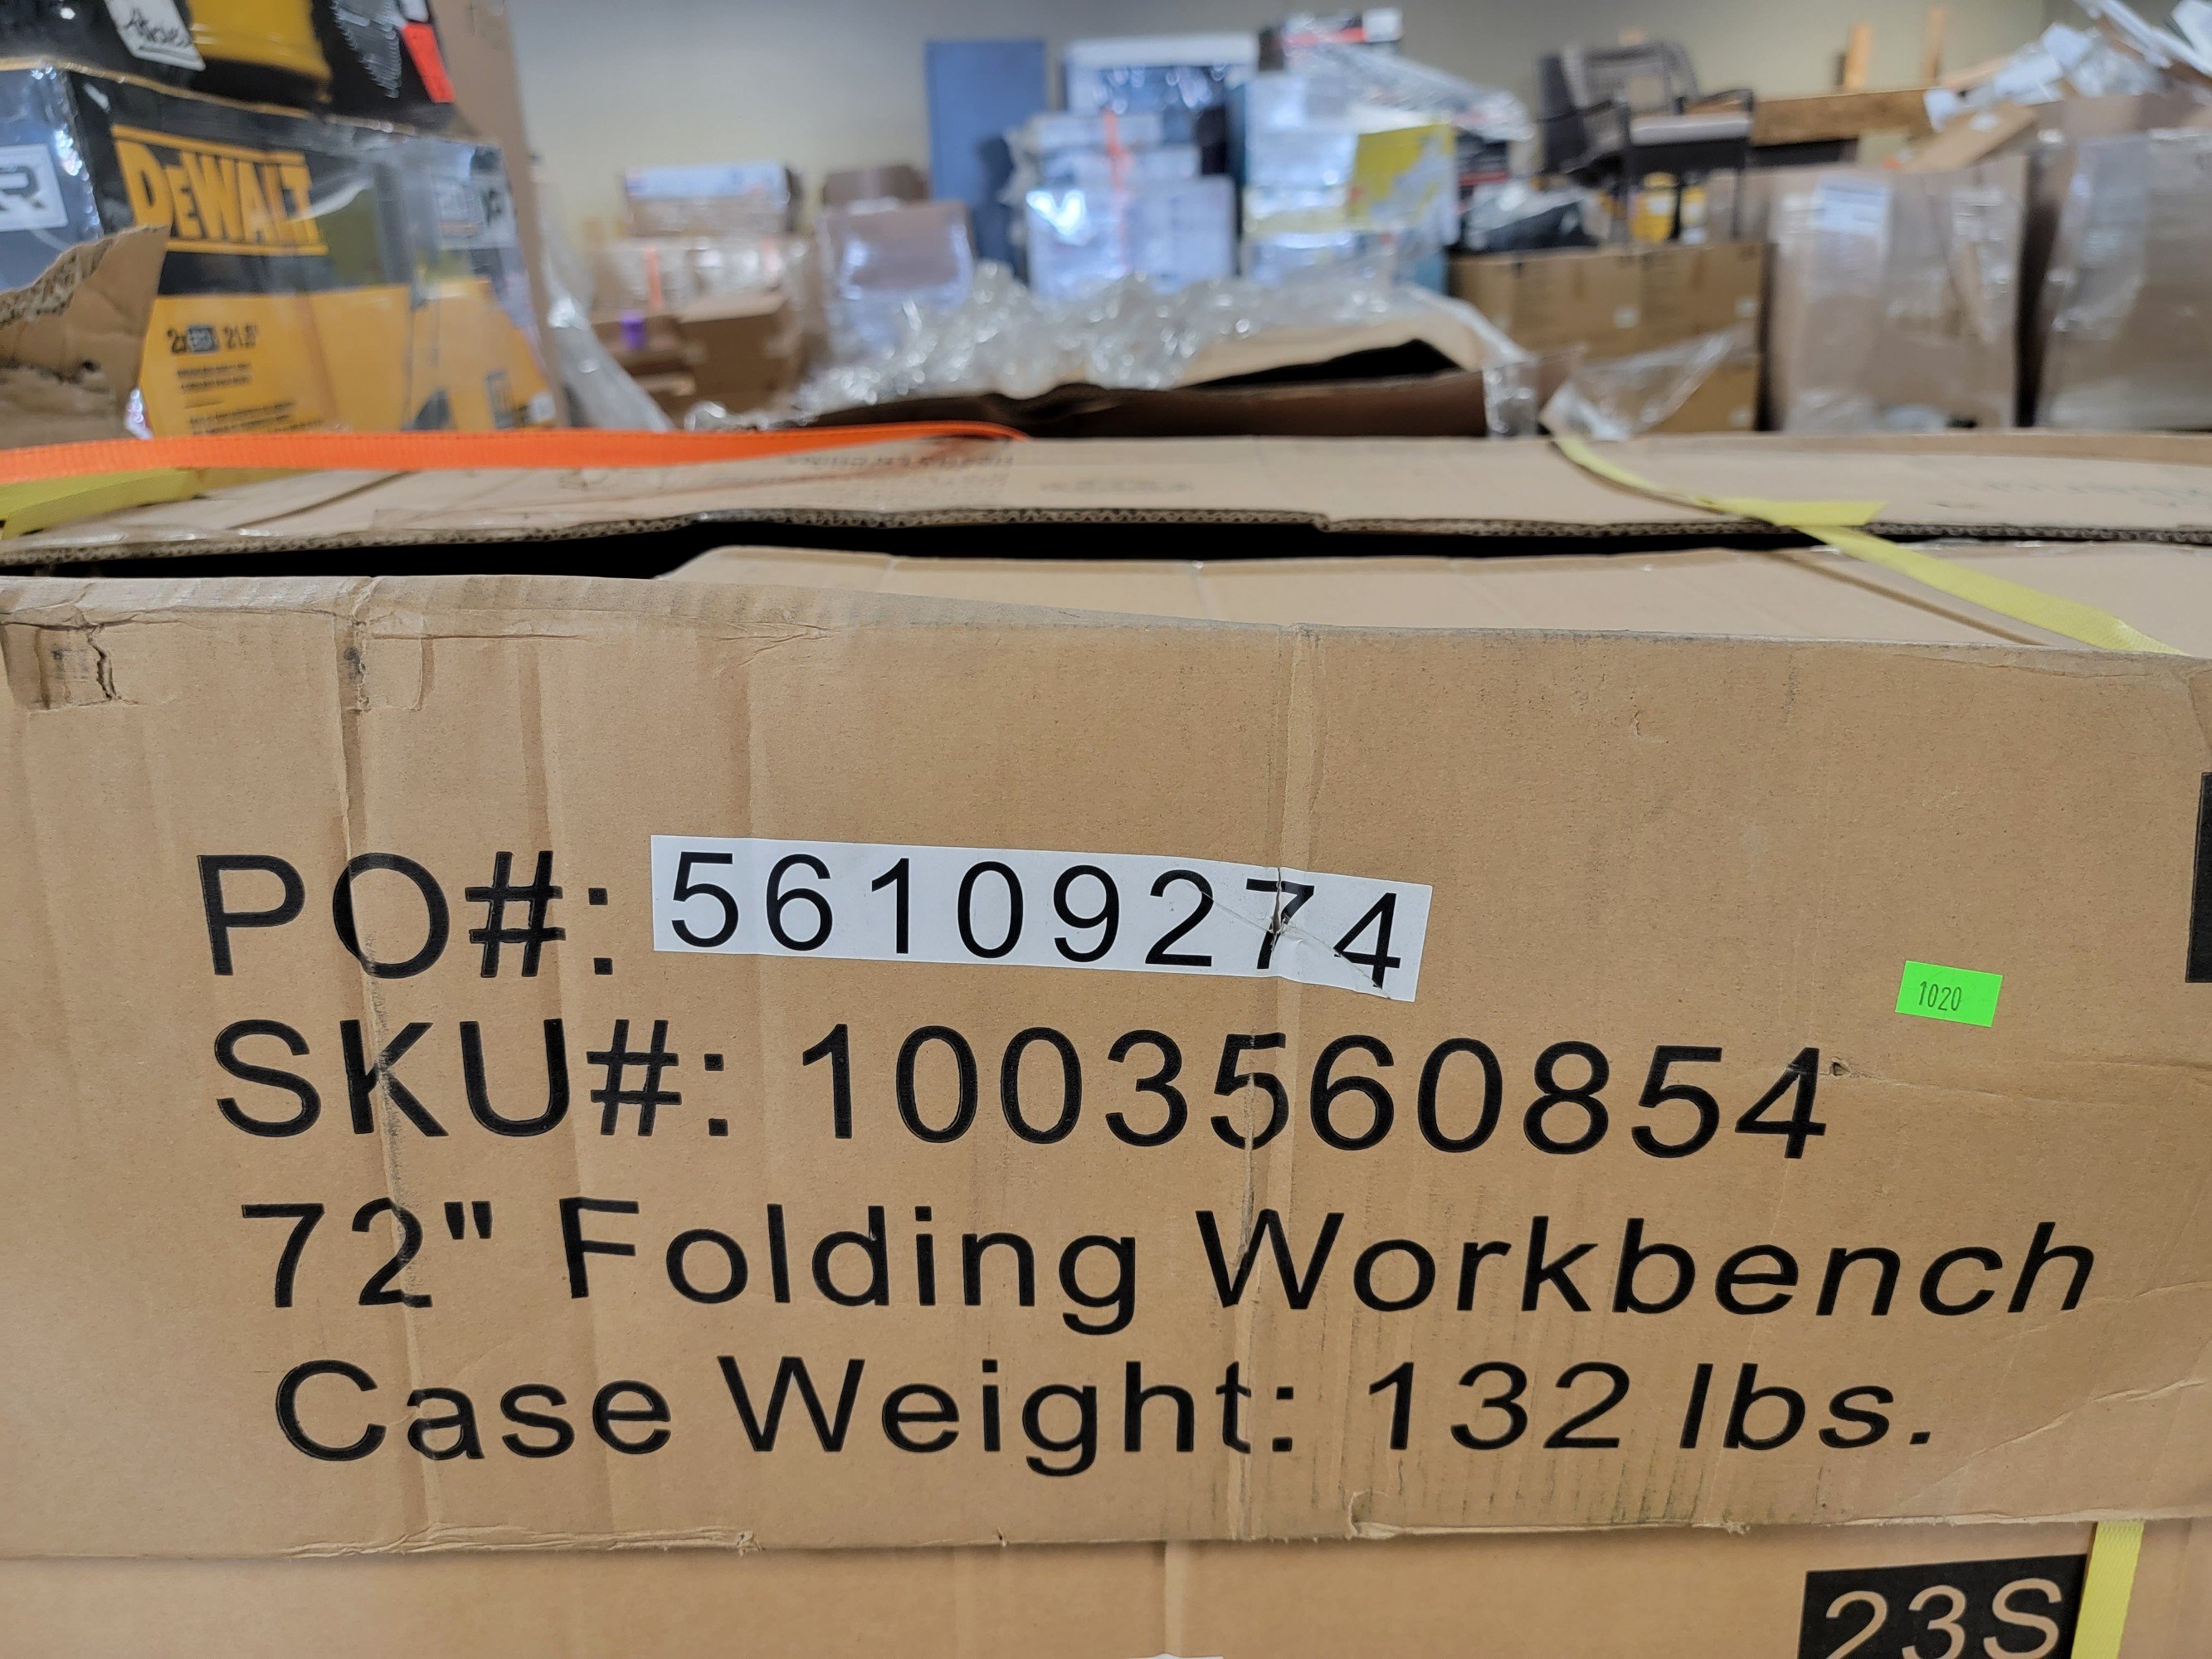 DEWALT
PO#: 56109274
1020
SKU#: 1003560854
72" Folding Workbench
Case Weight: 132 lbs.
23S